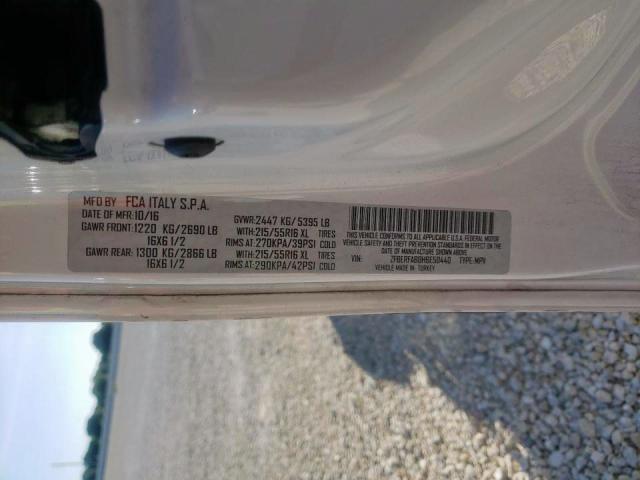 MFD BY FCA ITALY S.P.A.
DATE OF MFR: 10/16 GVWR: 2447 KG/ 5395 LB
GAWR FRONT: 1220 KG/2690 LB WITH: 215/55R16 XL TIRES
16X6 1/2 RIMS AT: 270KPA/39PSI COLD
GAWR REAR: 1300 KG/2866 LB WITH: 215/55R16 XL TIRES
16X6 1/2 RIMS AT: 290KPA/42PSI COLD
THIS VEHICLE CONFORMS TO ALL APPLICABLE U.S.A. FEDERAL MOTOR
VEHICLE SAFETY, BUMPER AND THEFT PREVENTION STANDARDS IN EFFECT ON THE
DATE OF MANUFACTURE SHOWN ABOVE.
VIN: TYPE: MPV
VEHICLE MADE IN: TURKEY